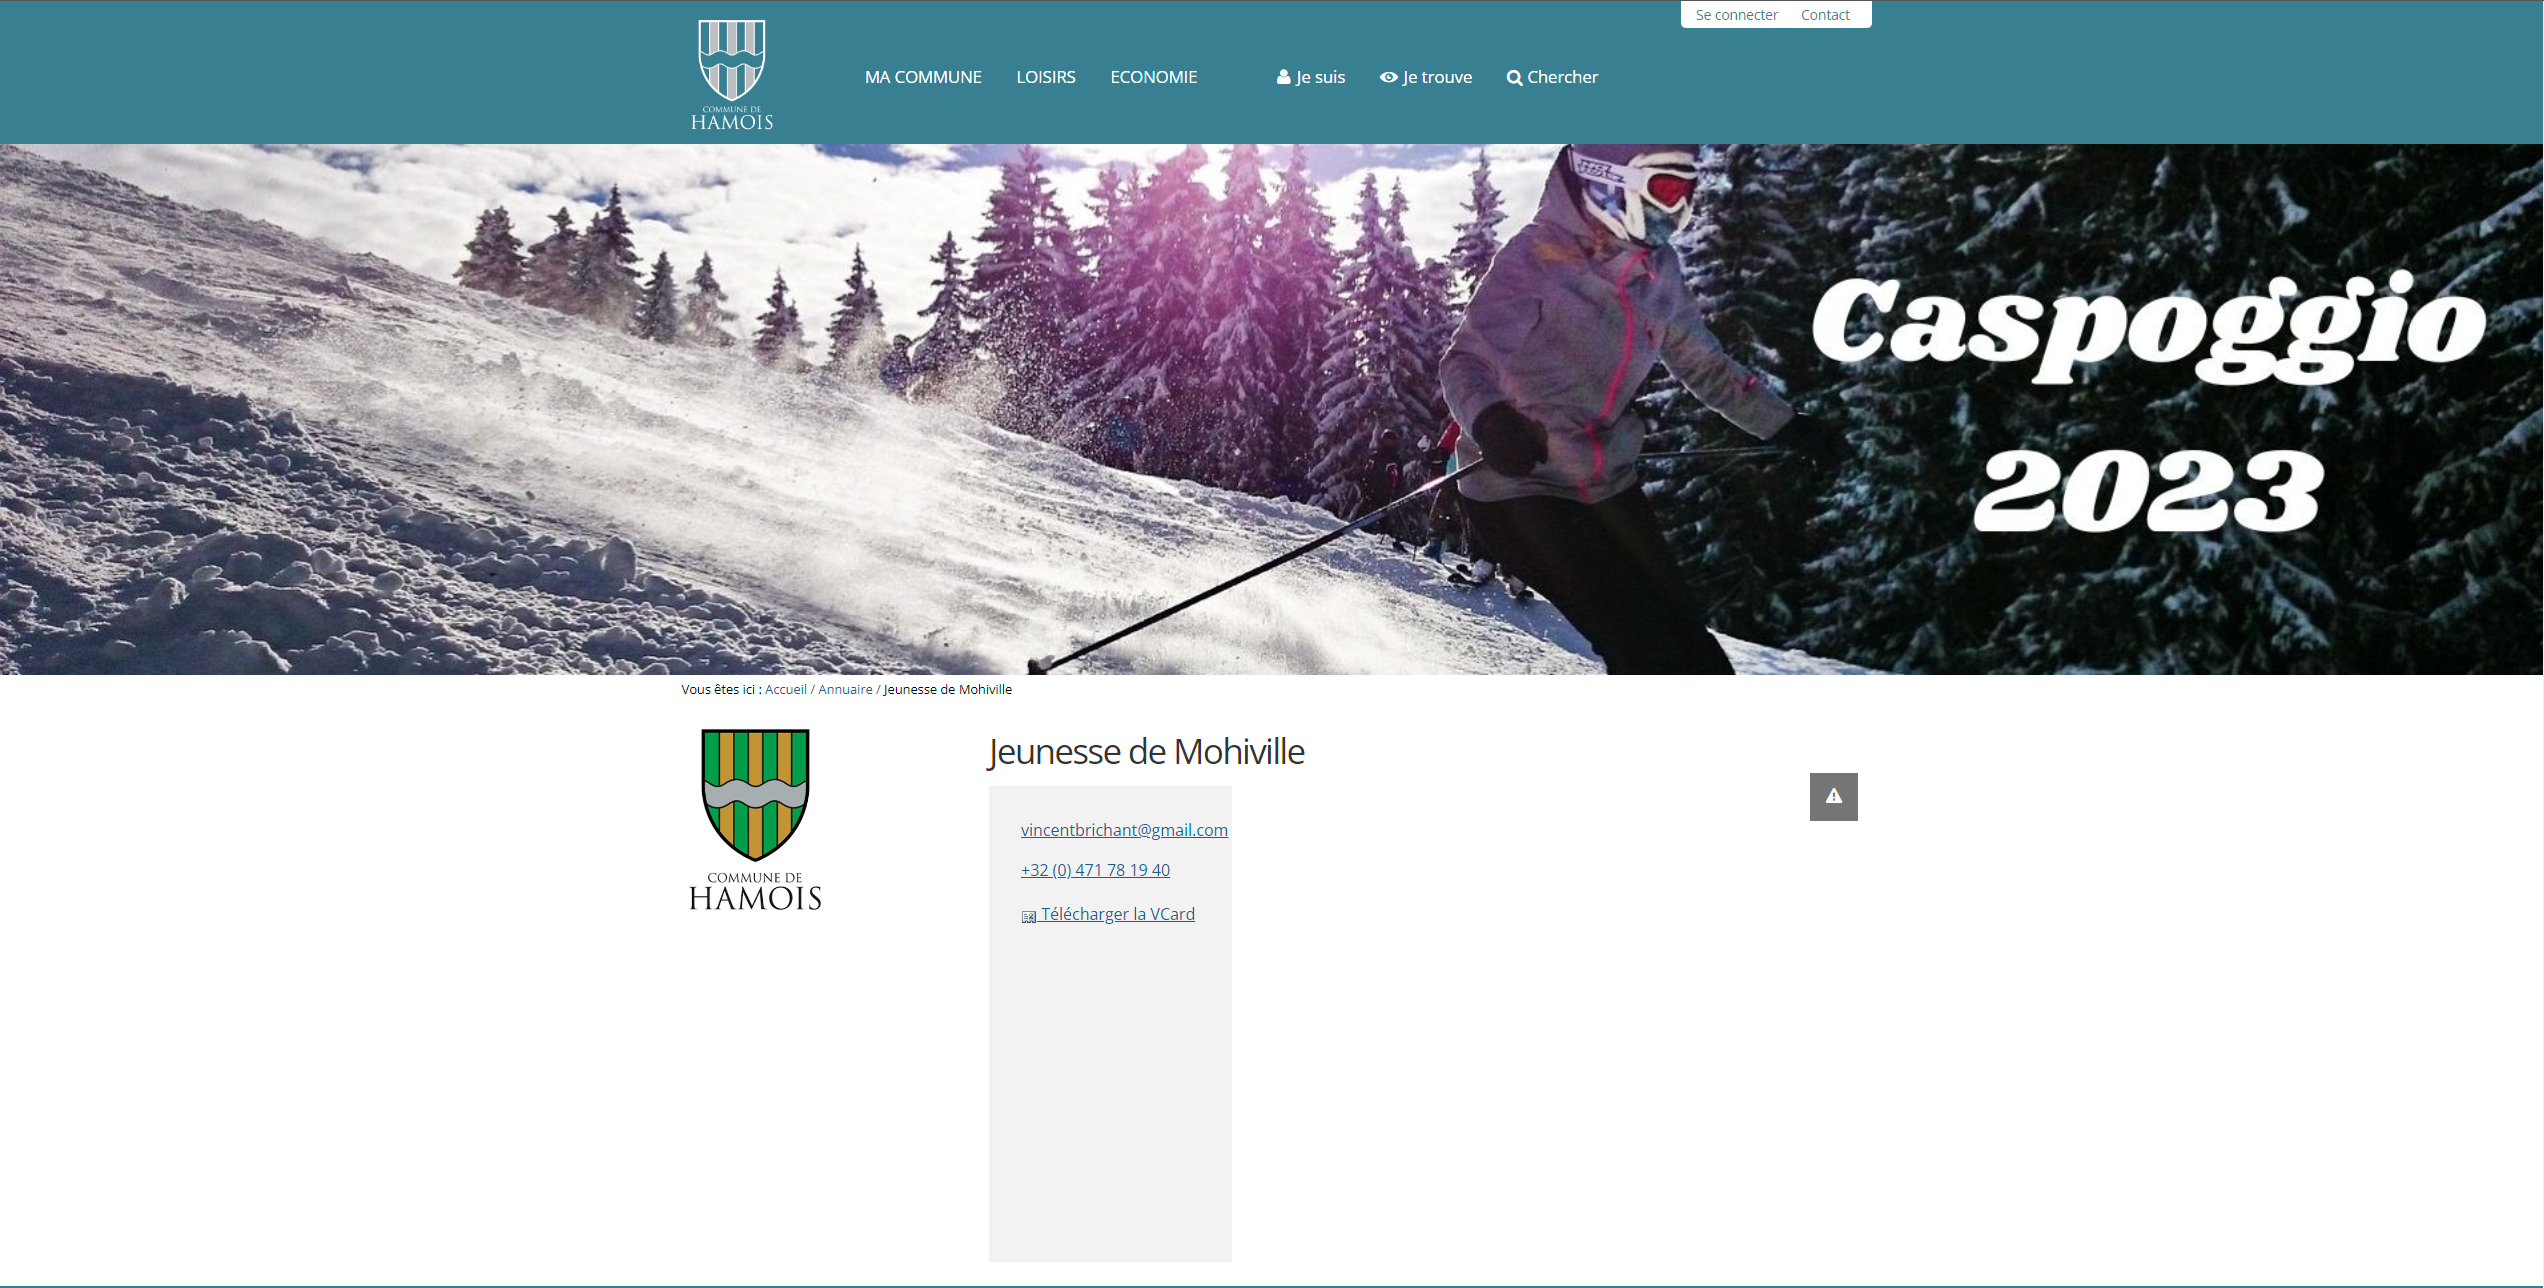 Se connecter Contact
MA COMMUNE LOISIRS ECONOMIE Je suis Je trouve Chercher
COMMUNE DE
HAMOIS
Caspoggio
2023
Vous êtes ici : Accueil / Annuaire / Jeunesse de Mohiville
COMMUNE DE
HAMOIS
Jeunesse de Mohiville
vincentbrichant@gmail.com
+32 (0) 471 78 19 40
Télécharger la VCard